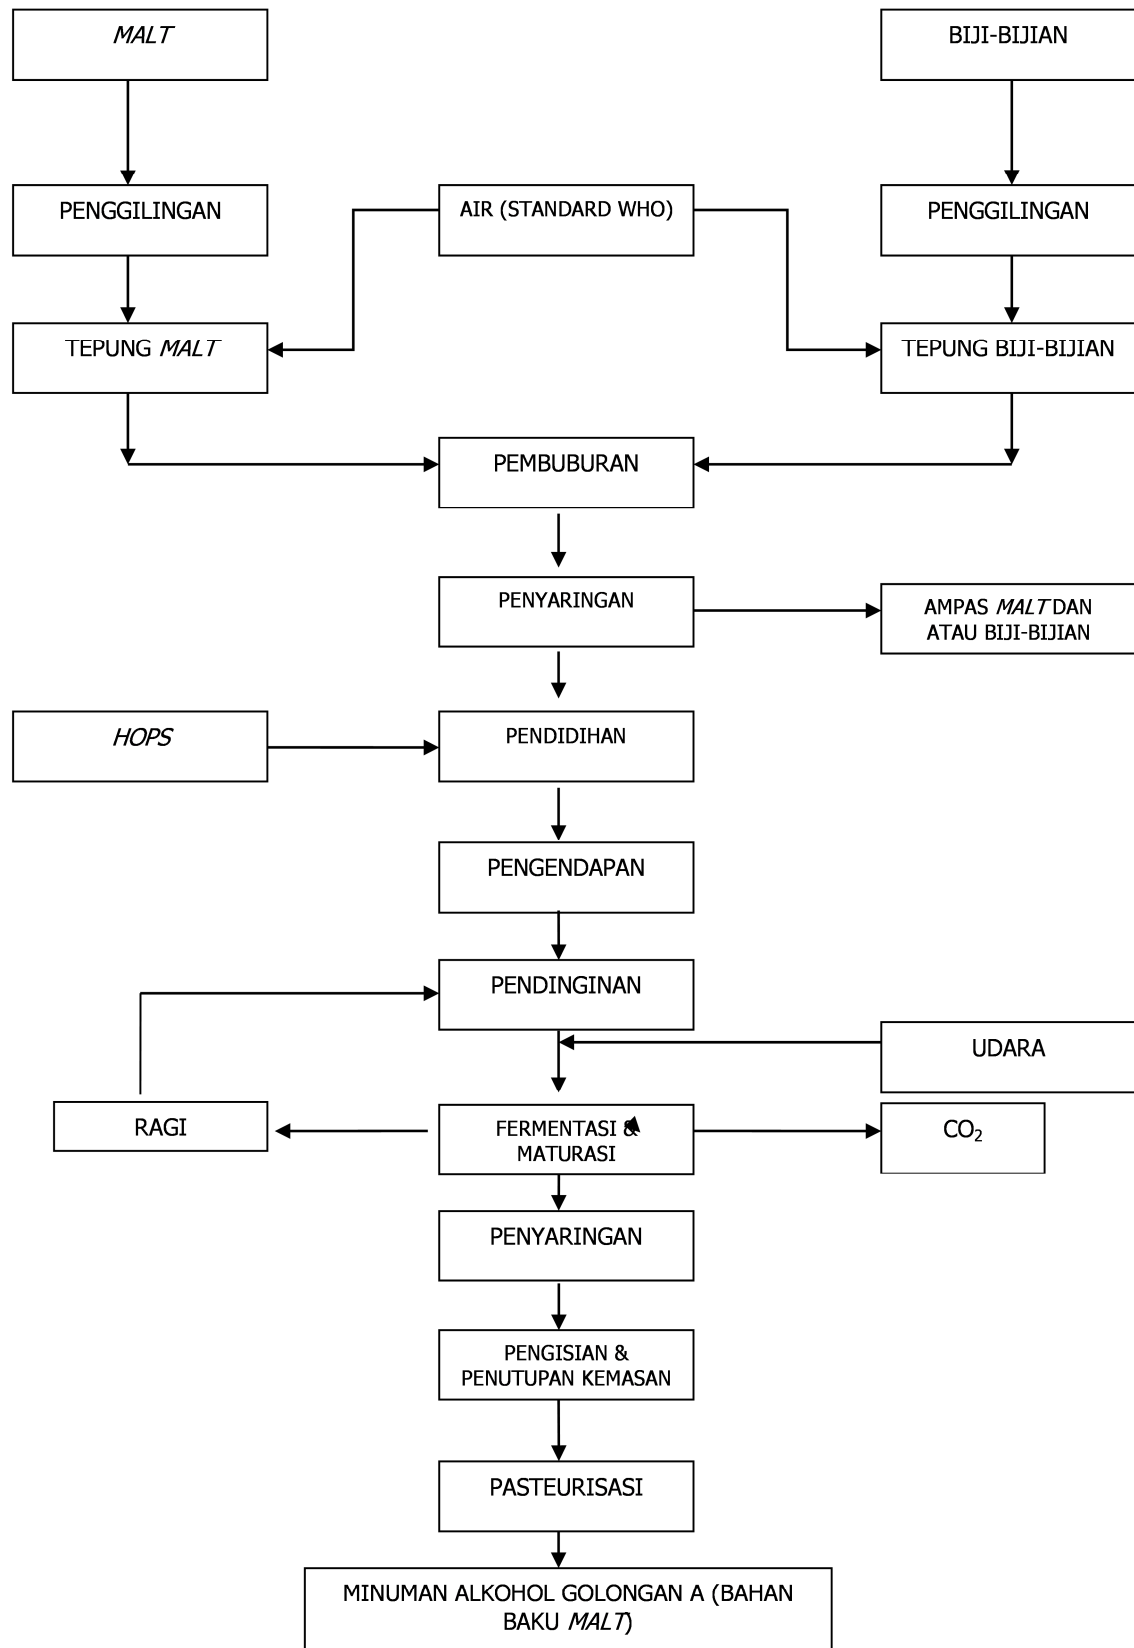 MALT
BIJI-BIJIAN
PENGGILINGAN
AIR (STANDARD WHO)
PENGGILINGAN
TEPUNG MALT
TEPUNG BIJI-BIJIAN
PEMBUBURAN
PENYARINGAN
AMPAS MALT DAN
ATAU BIJI-BIJIAN
HOPS
PENDIDIHAN
PENGENDAPAN
PENDINGINAN
UDARA
RAGI
FERMENTASI &
MATURASI
CO₂
PENYARINGAN
PENGISIAN &
PENUTUPAN KEMASAN
PASTEURISASI
MINUMAN ALKOHOL GOLONGAN A (BAHAN
BAKU MALT)